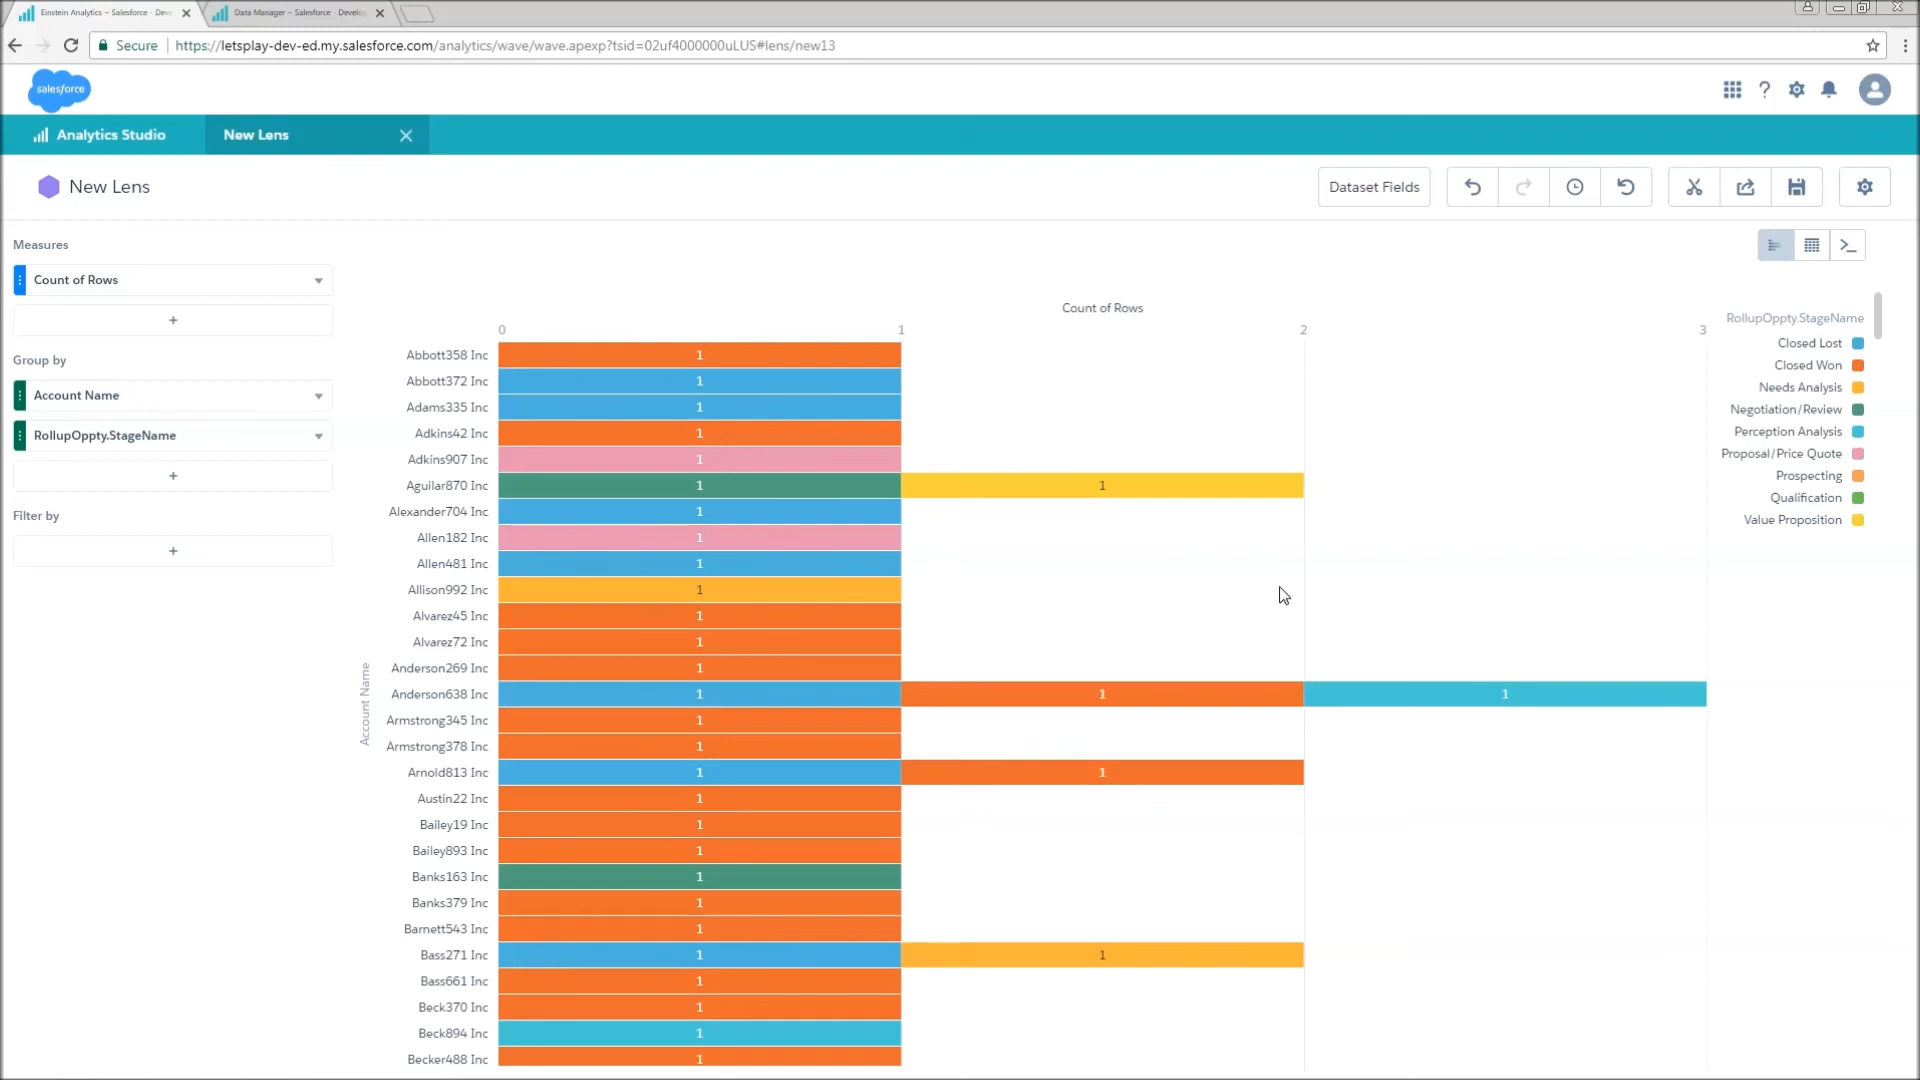 Einstein Analytics – Salesforce - Dev
Data Manager – Salesforce - Develo
Secure
https://letsplay-dev-ed.my.salesforce.com/analytics/wave/wave.apexp?tsid=02uf4000000uLUS#lens/new13
salesforce
Analytics Studio
New Lens
New Lens
Dataset Fields
Measures
Count of Rows
+
Group by
Account Name
RollupOppty.StageName
+
Filter by
+
Count of Rows
0 1 2 3
Account Name
Abbott358 Inc 1
Abbott372 Inc 1
Adams335 Inc 1
Adkins42 Inc 1
Adkins907 Inc 1
Aguilar870 Inc 1 1
Alexander704 Inc 1
Allen182 Inc 1
Allen481 Inc 1
Allison992 Inc 1
Alvarez45 Inc 1
Alvarez72 Inc 1
Anderson269 Inc 1
Anderson638 Inc 1 1 1
Armstrong345 Inc 1
Armstrong378 Inc 1
Arnold813 Inc 1 1
Austin22 Inc 1
Bailey19 Inc 1
Bailey893 Inc 1
Banks163 Inc 1
Banks379 Inc 1
Barnett543 Inc 1
Bass271 Inc 1 1
Bass661 Inc 1
Beck370 Inc 1
Beck894 Inc 1
Becker488 Inc 1
RollupOppty.StageName
Closed Lost
Closed Won
Needs Analysis
Negotiation/Review
Perception Analysis
Proposal/Price Quote
Prospecting
Qualification
Value Proposition